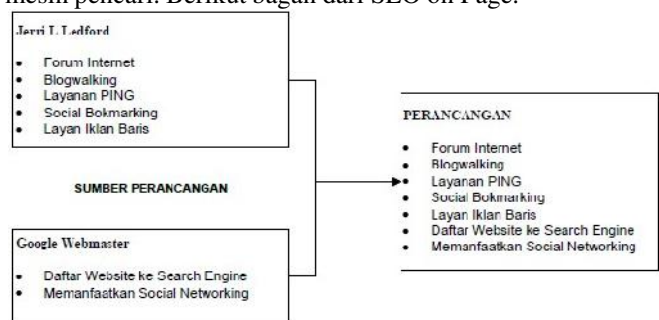 mesin pencari. Berikut bagan dari SEO on Page.
Jerri L Ledford
• Forum Internet
• Blogwalking
• Layanan PING
• Social Bokmarking
• Layan Iklan Baris
SUMBER PERANCANGAN
Google Webmaster
• Daftar Website ke Search Engine
• Memanfaatkan Social Networking
PERANCANGAN
• Forum Internet
• Blogwalking
• Layanan PING
• Social Bokmarking
• Layan Iklan Baris
• Daftar Website ke Search Engine
• Memanfaatkan Social Networking